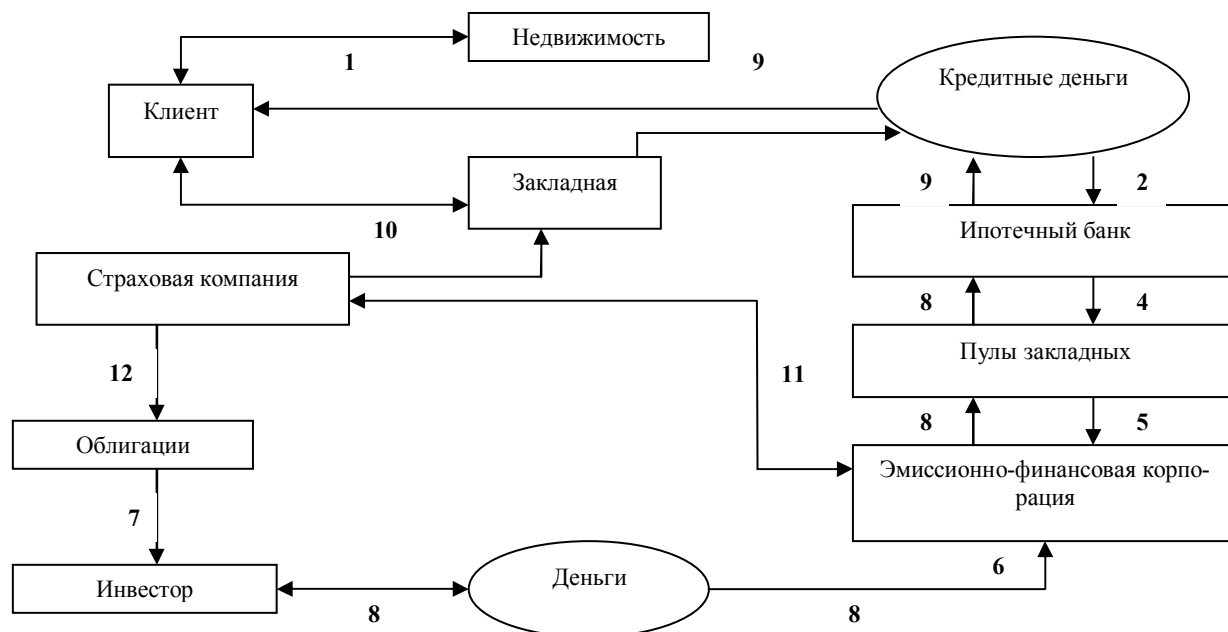 Недвижимость
1
9
Кредитные деньги
Клиент
Закладная
9
2
10
Ипотечный банк
Страховая компания
8
4
Пулы закладных
12
11
8
5
Облигации
Эмиссионно-финансовая корпо-
рация
7
6
Инвестор
Деньги
8
8